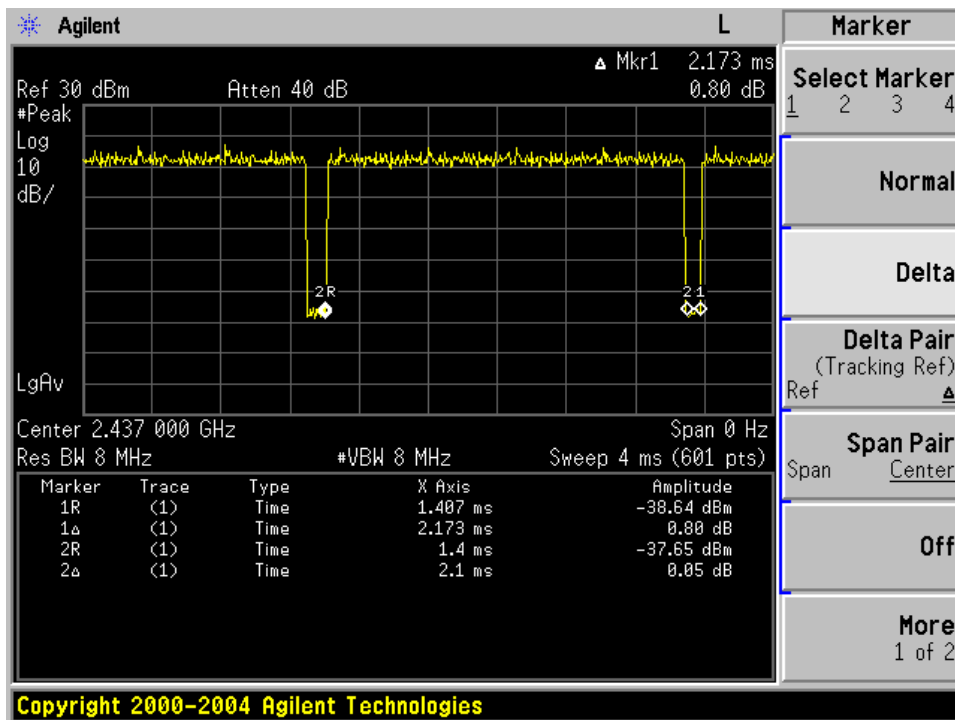 Agilent L
Δ Mkr1 2.173 ms
Ref 30 dBm Atten 40 dB 0.80 dB
#Peak
Log
10
dB/
2R
2 1
LgAv
Center 2.437 000 GHz Span 0 Hz
Res BW 8 MHz #VBW 8 MHz Sweep 4 ms (601 pts)
Marker Trace Type X Axis Amplitude
1R (1) Time 1.407 ms -38.64 dBm
1Δ (1) Time 2.173 ms 0.80 dB
2R (1) Time 1.4 ms -37.65 dBm
2Δ (1) Time 2.1 ms 0.05 dB
Copyright 2000-2004 Agilent Technologies
Marker
Select Marker
1 2 3 4
Normal
Delta
Delta Pair
(Tracking Ref)
Ref Δ
Span Pair
Span Center
Off
More
1 of 2